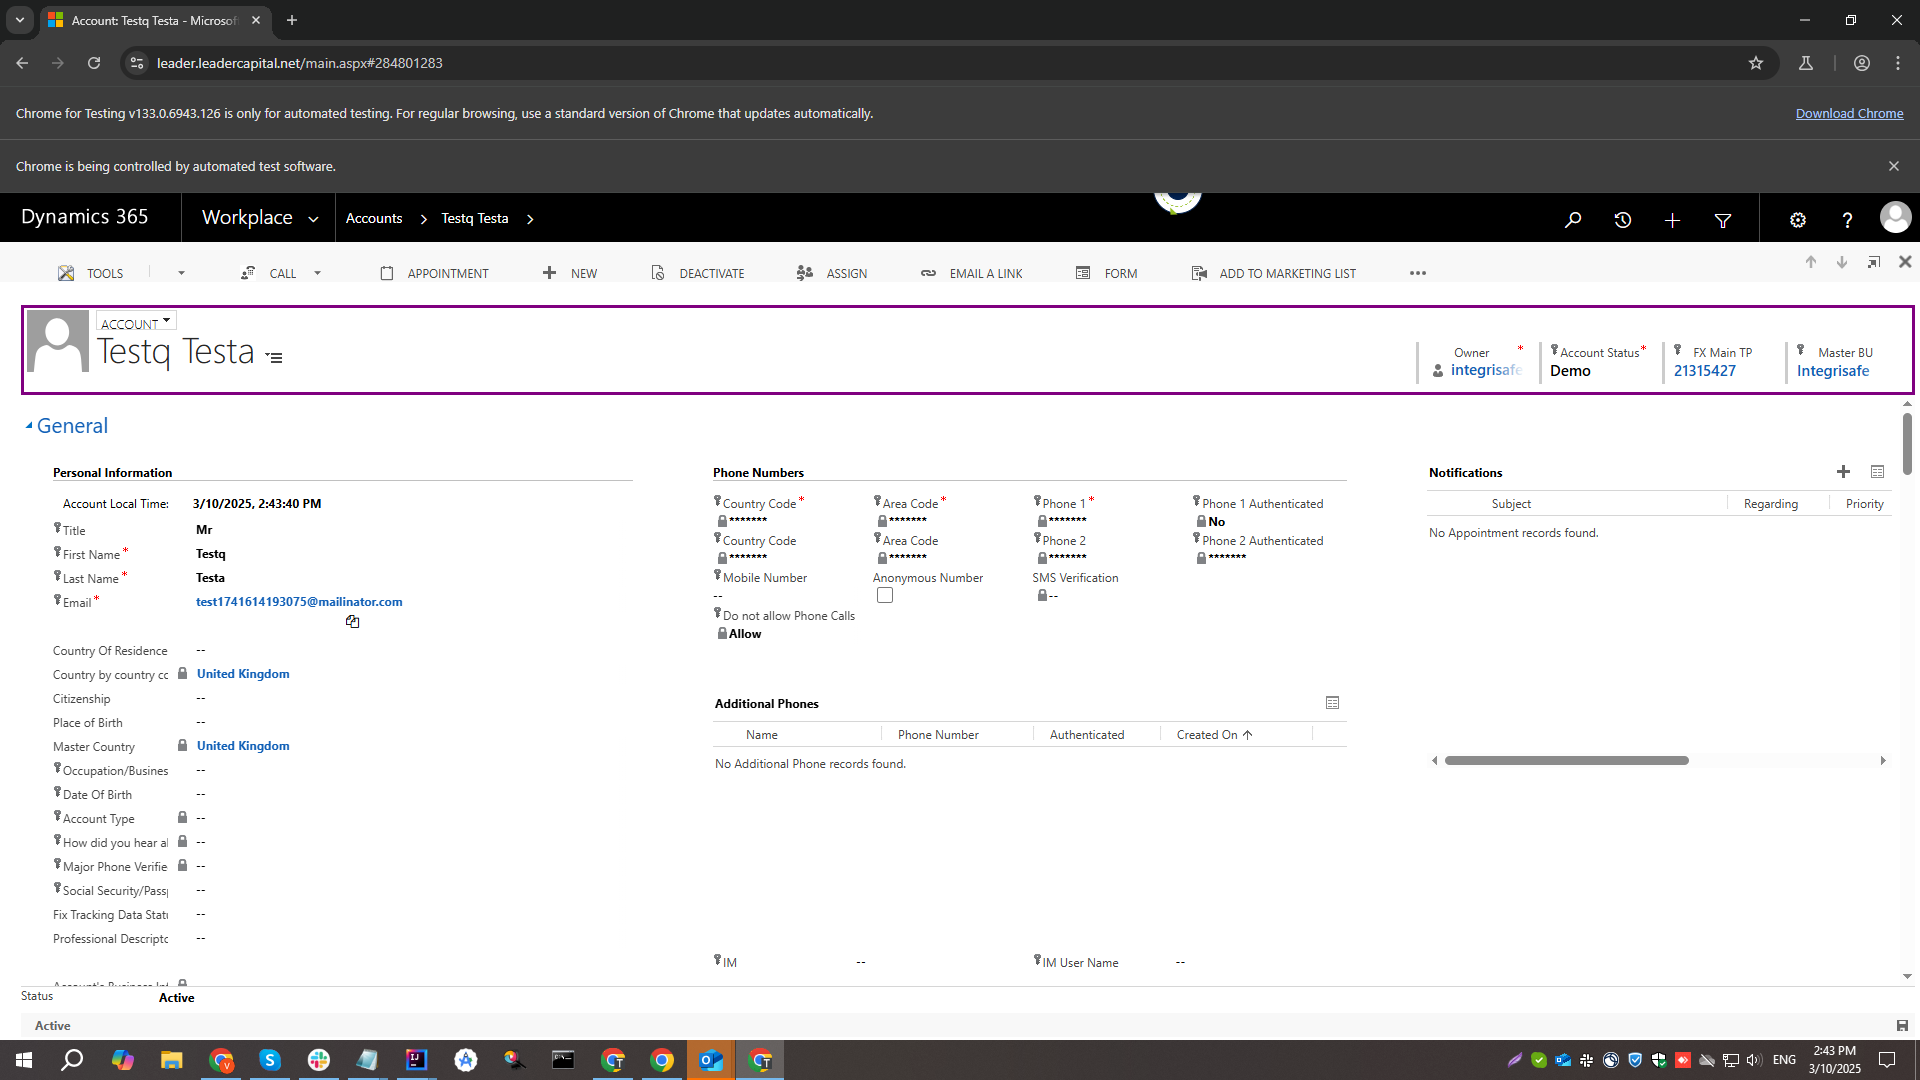 Account: Testq Testa - Microsof
leader.leadercapital.net/main.aspx#284801283
Chrome for Testing v133.0.6943.126 is only for automated testing. For regular browsing, use a standard version of Chrome that updates automatically.
Download Chrome
Chrome is being controlled by automated test software.
Dynamics 365
Workplace
Accounts
Testq Testa
TOOLS
CALL
APPOINTMENT
NEW
DEACTIVATE
ASSIGN
EMAIL A LINK
FORM
ADD TO MARKETING LIST
ACCOUNT
Testq Testa
Owner *
integrisafe
Account Status *
Demo
FX Main TP
21315427
Master BU
Integrisafe
General
Personal Information
Account Local Time:
3/10/2025, 2:43:40 PM
Title
Mr
First Name *
Testq
Last Name *
Testa
Email *
test1741614193075@mailinator.com
Country Of Residence
--
Country by country cc
United Kingdom
Citizenship
--
Place of Birth
--
Master Country
United Kingdom
Occupation/Busines
--
Date Of Birth
--
Account Type
--
How did you hear a
--
Major Phone Verifie
--
Social Security/Pass
--
Fix Tracking Data Stat
--
Professional Descripto
--
Phone Numbers
Country Code * Area Code * Phone 1 * Phone 1 Authenticated
******* ******* ******* No
Country Code Area Code Phone 2 Phone 2 Authenticated
******* ******* ******* *******
Mobile Number Anonymous Number SMS Verification
-- --
Do not allow Phone Calls
Allow
Additional Phones
Name Phone Number Authenticated Created On
No Additional Phone records found.
IM -- IM User Name --
Notifications
Subject Regarding Priority
No Appointment records found.
Status Active
Active
ENG
2:43 PM
3/10/2025